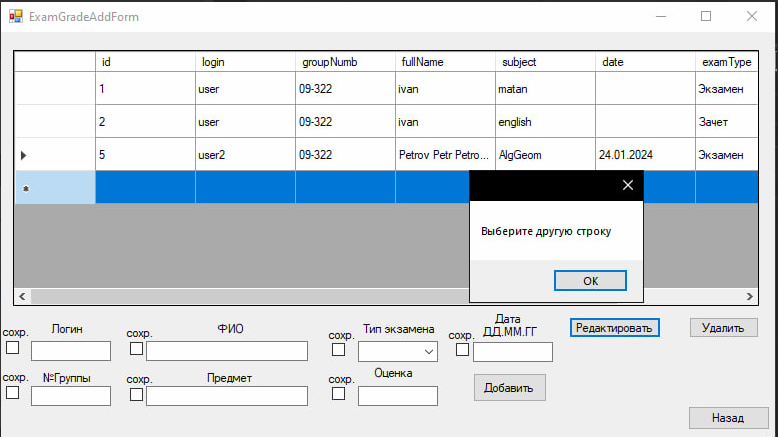 ExamGradeAddForm
id login groupNumb fullName subject date examType
1 user 09-322 ivan matan Экзамен
2 user 09-322 ivan english Зачет
5 user2 09-322 Petrov Petr Petro... AlgGeom 24.01.2024 Экзамен
Выберите другую строку
OK
сохр. Логин сохр. ФИО сохр. Тип экзамена сохр. Дата
ДД.ММ.ГГ
Редактировать Удалить
сохр. №Группы сохр. Предмет сохр. Оценка
Добавить
Назад